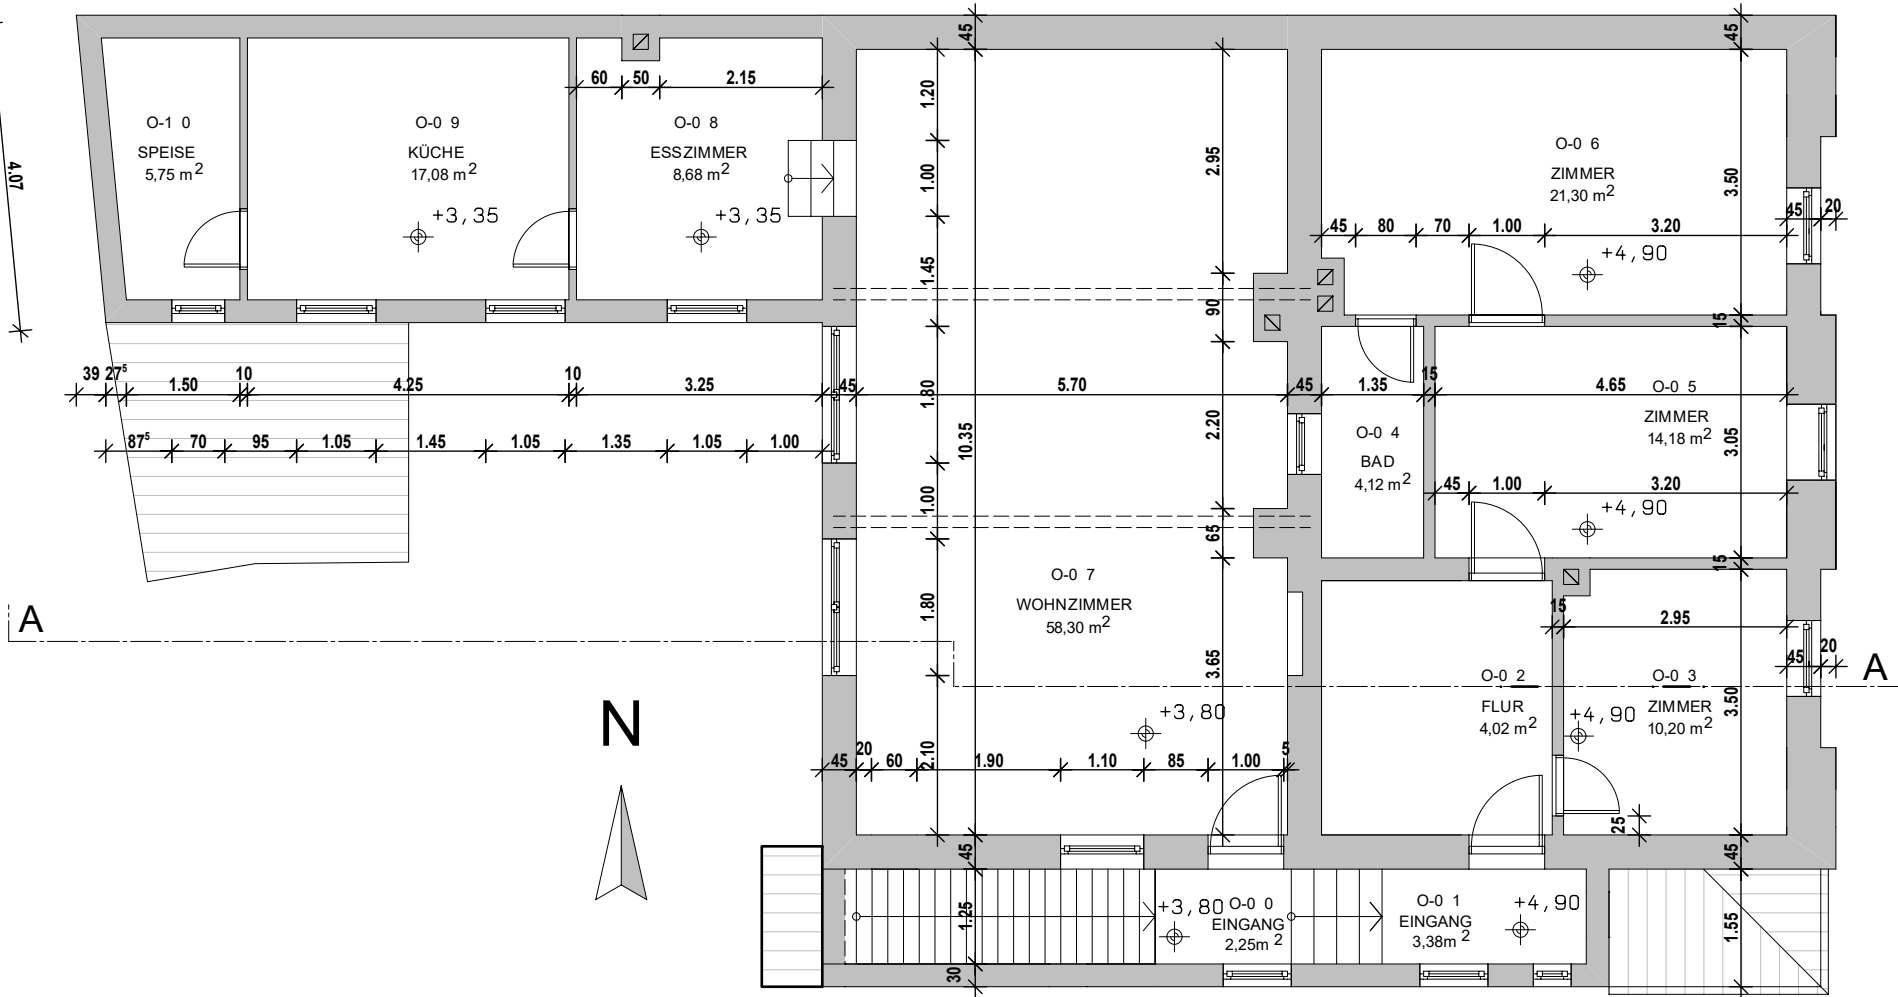 45
45
60 50 2.15
1.20
4.07
O-1 0
SPEISE
5,75 m2
O-0 9
KÜCHE
17,08 m2
O-0 8
ESSZIMMER
8,68 m2
O-0 6
ZIMMER
21,30 m2
2.95
1.00
3.50
+3,35
+3,35
45 80 70 1.00 3.20
45 20
+4,90
1.45
90
15
39 27⁵ 1.50 10 4.25 10 3.25 45 5.70 45 1.35 15 4.65
1.80
O-0 5
ZIMMER
14,18 m2
87⁵ 70 95 1.05 1.45 1.05 1.35 1.05 1.00
10.35
2.20
3.05
O-0 4
BAD
4,12 m2
45 1.00 3.20
+4,90
1.00
65
15
O-0 7
WOHNZIMMER
58,30 m2
1.80
3.65
15 2.95
A
45 20
A
O-0 2
FLUR
4,02 m2
O-0 3
ZIMMER
10,20 m2
3.50
+4,90
+3,80
N
2.10
45 20 60 1.90 1.10 85 1.00 5
25
45
45
1.25
+3,80
O-0 0
EINGANG
2,25m 2
O-0 1
EINGANG
3,38m 2
+4,90
1.55
30